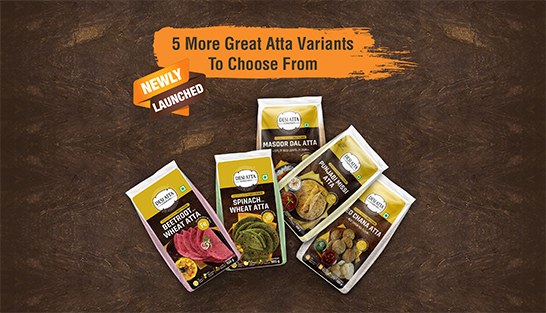 5 More Great Atta Variants
To Choose From
NEWLY
LAUNCHED
DESI ATTA
MASOOR DAL ATTA
DESI ATTA
PUNJABI MISSI
ATTA
DESI ATTA
CHANA ATTA
DESI ATTA
SPINACH
WHEAT ATTA
DESI ATTA
BEETROOT
WHEAT ATTA